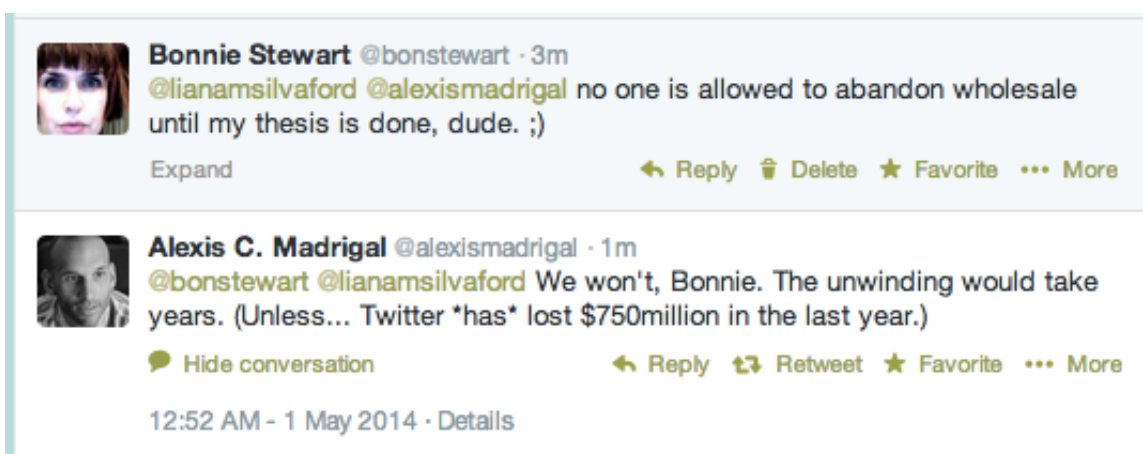 Bonnie Stewart @bonstewart · 3m
@lianamsilvaford @alexismadrigal no one is allowed to abandon wholesale
until my thesis is done, dude. ;)
Expand Reply Delete Favorite More
Alexis C. Madrigal @alexismadrigal · 1m
@bonstewart @lianamsilvaford We won't, Bonnie. The unwinding would take
years. (Unless... Twitter *has* lost $750million in the last year.)
Hide conversation Reply Retweet Favorite More
12:52 AM - 1 May 2014 · Details